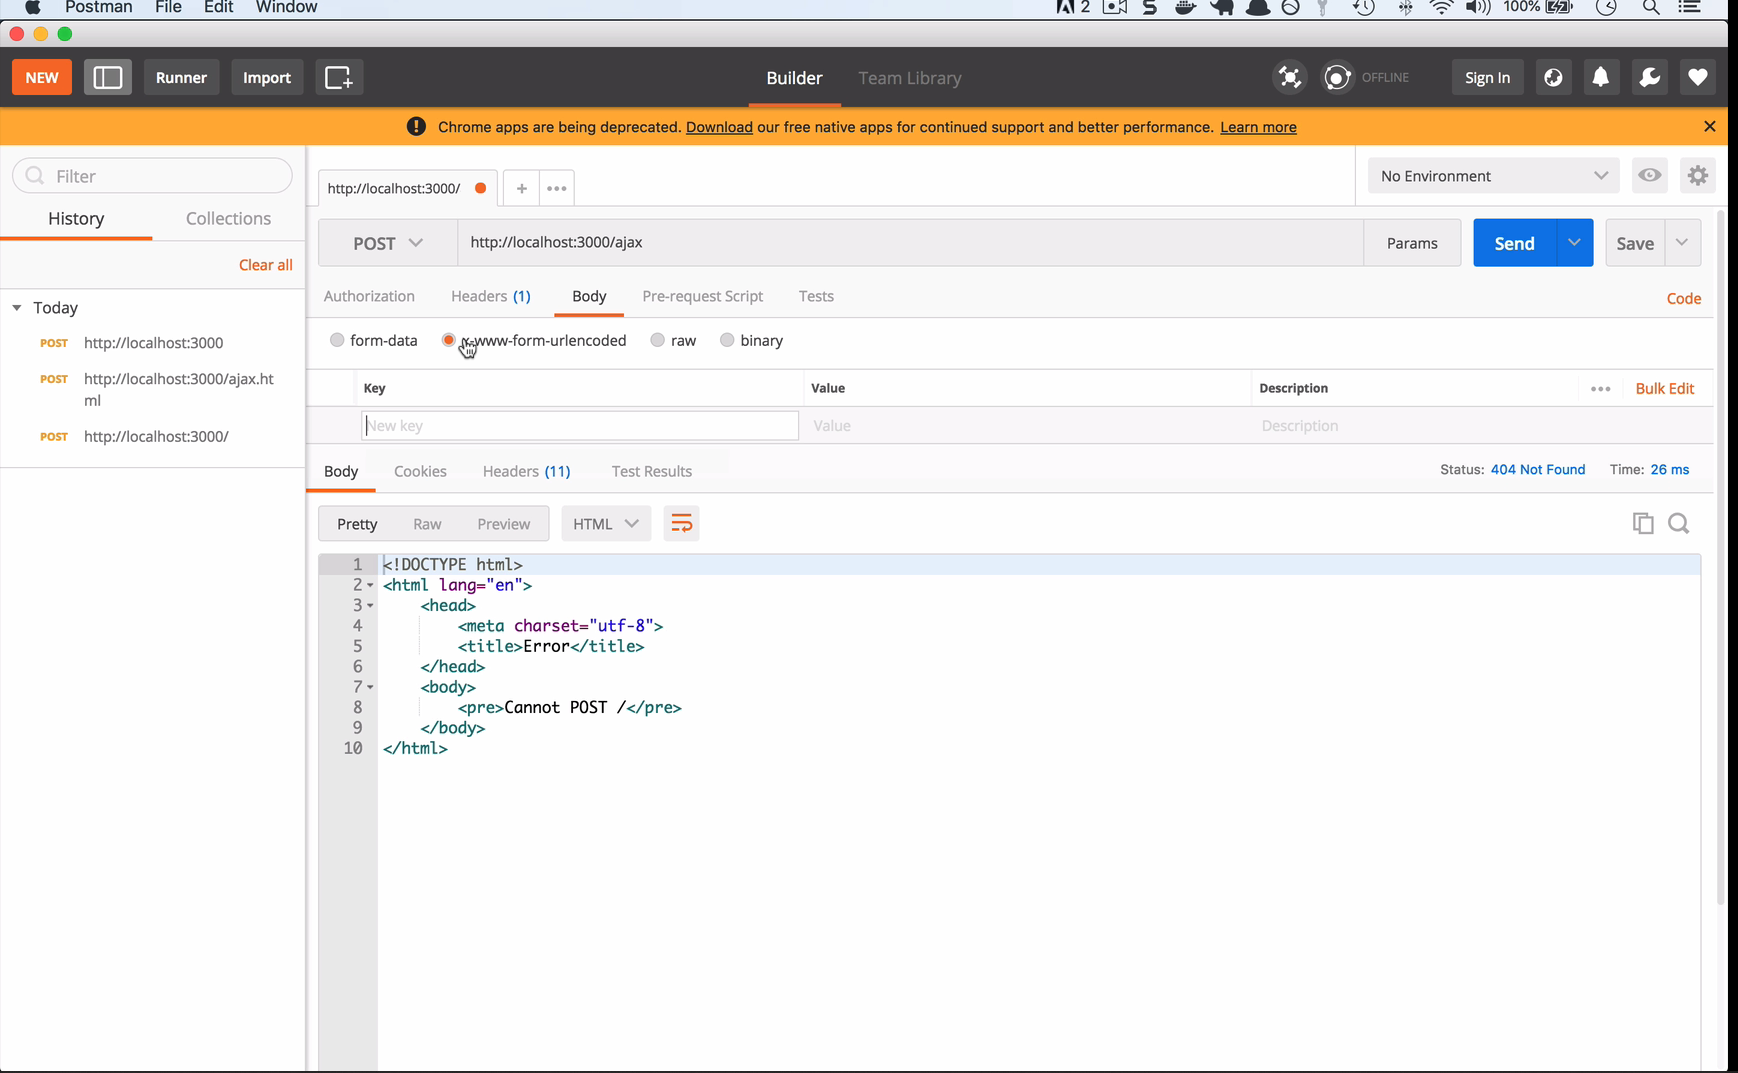 Postman File Edit Window
2 100%
NEW Runner Import Builder Team Library OFFLINE Sign In
Chrome apps are being deprecated. Download our free native apps for continued support and better performance. Learn more
Filter
History Collections
Clear all
Today
POST http://localhost:3000
POST http://localhost:3000/ajax.ht
ml
POST http://localhost:3000/
http://localhost:3000/
No Environment
POST http://localhost:3000/ajax Params Send Save
Authorization Headers (1) Body Pre-request Script Tests Code
form-data x-www-form-urlencoded raw binary
Key Value Description Bulk Edit
New key Value Description
Body Cookies Headers (11) Test Results Status: 404 Not Found Time: 26 ms
Pretty Raw Preview HTML
1 <!DOCTYPE html>
2 <html lang="en">
3 <head>
4 <meta charset="utf-8">
5 <title>Error</title>
6 </head>
7 <body>
8 <pre>Cannot POST /</pre>
9 </body>
10 </html>